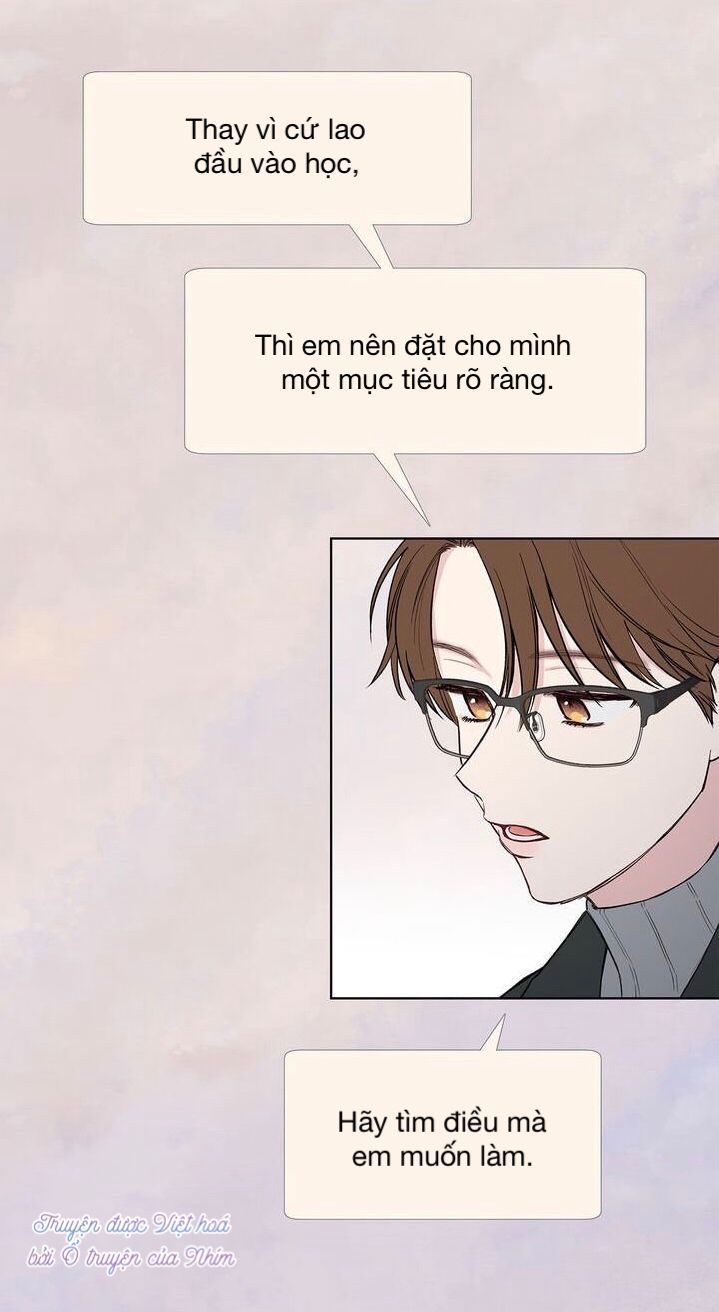 Thay vì cứ lao
đầu vào học,
Thì em nên đặt cho mình
một mục tiêu rõ ràng.
Hãy tìm điều mà
em muốn làm.
Truyện được Việt hoá
bởi Ổ truyện của Nhím